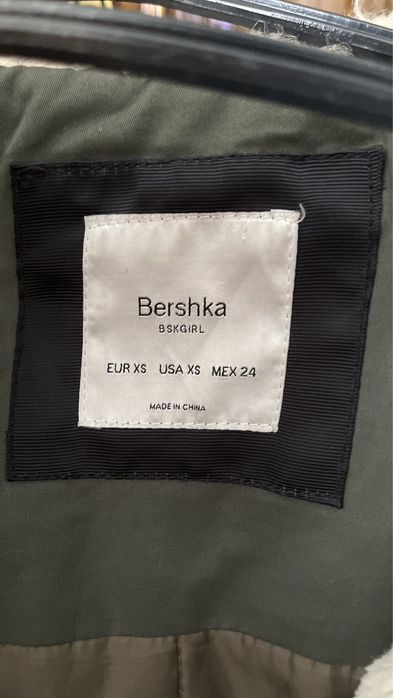 Bershka
BSKGIRL
EUR XS USA XS MEX 24
MADE IN CHINA